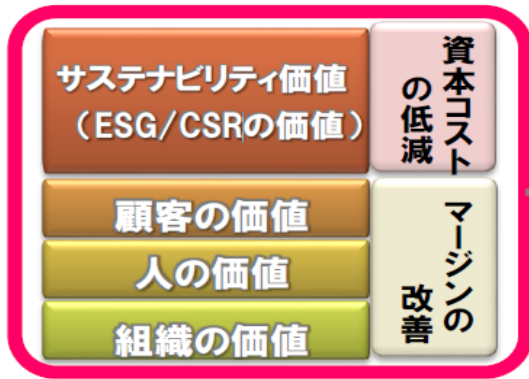 サステナビリティ価値
（ESG/CSRの価値）
資本コスト
の低減
顧客の価値
人の価値
組織の価値
マージンの
改善